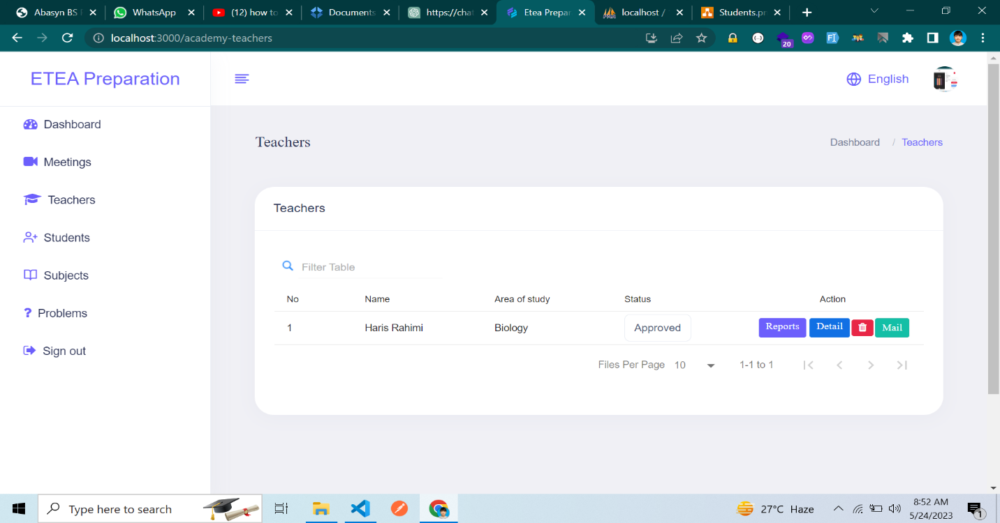 Abasyn BS
WhatsApp
(12) how to
Documents
https://chat
Etea Prepar
localhost /
Students.pr
localhost:3000/academy-teachers
20
ETEA Preparation
English
Dashboard
Meetings
Teachers
Students
Subjects
Problems
Sign out
Teachers
Dashboard / Teachers
Teachers
Filter Table
No Name Area of study Status Action
1 Haris Rahimi Biology Approved Reports Detail Mail
Files Per Page 10 1-1 to 1
Type here to search
27°C Haze
8:52 AM
5/24/2023
1